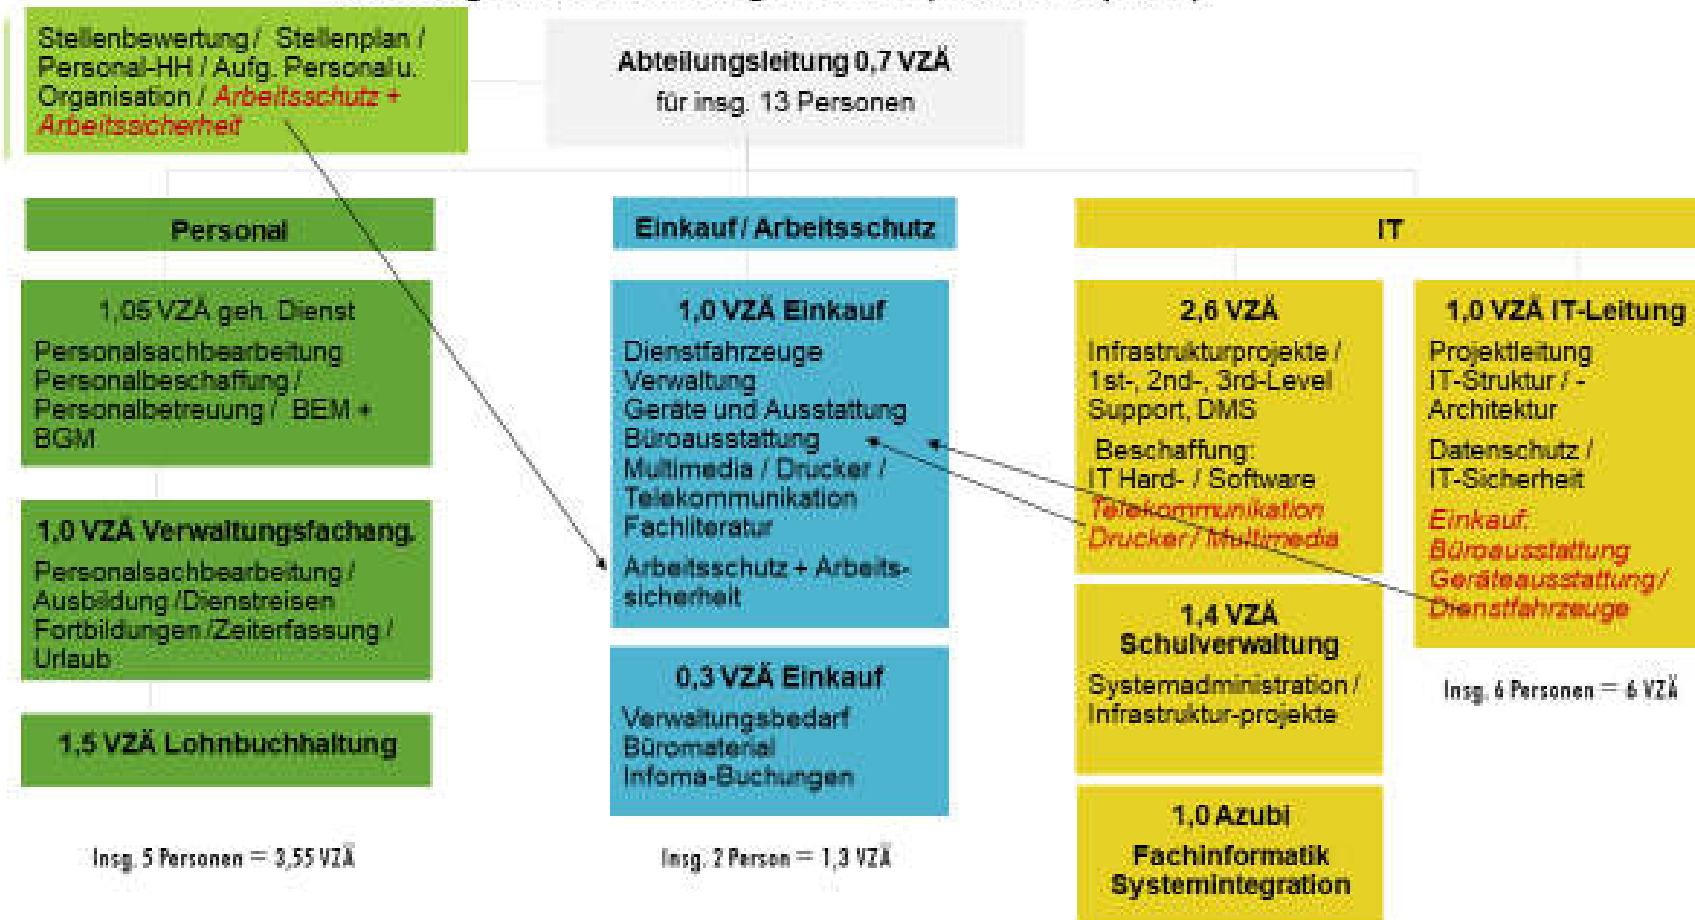 Stellenbewertung / Stellenplan /
Personal-HH / Aufg. Personal u.
Organisation / Arbeitsschutz +
Arbeitssicherheit
Abteilungsleitung 0,7 VZÄ
für insg. 13 Personen
Personal
1,05 VZÄ geh. Dienst
Personalsachbearbeitung
Personalbeschaffung /
Personalbetreuung / BEM +
BGM
1,0 VZÄ Verwaltungsfachang.
Personalsachbearbeitung /
Ausbildung /Dienstreisen
Fortbildungen /Zeiterfassung /
Urlaub
1,5 VZÄ Lohnbuchhaltung
Insg. 5 Personen = 3,55 VZÄ
Einkauf / Arbeitsschutz
1,0 VZÄ Einkauf
Dienstfahrzeuge
Verwaltung
Geräte und Ausstattung
Büroausstattung
Multimedia / Drucker /
Telekommunikation
Fachliteratur
Arbeitsschutz + Arbeits-
sicherheit
0,3 VZÄ Einkauf
Verwaltungsbedarf
Büromaterial
Infoma-Buchungen
Insg. 2 Person = 1,3 VZÄ
IT
2,6 VZÄ
Infrastrukturprojekte /
1st-, 2nd-, 3rd-Level
Support, DMS
Beschaffung:
IT Hard- / Software
Telekommunikation
Drucker / Multimedia
1,4 VZÄ
Schulverwaltung
Systemadministration /
Infrastruktur-projekte
1,0 Azubi
Fachinformatik
Systemintegration
1,0 VZÄ IT-Leitung
Projektleitung
IT-Struktur / -
Architektur
Datenschutz /
IT-Sicherheit
Einkauf:
Büroausstattung
Geräteausstattung /
Dienstfahrzeuge
Insg. 6 Personen = 6 VZÄ